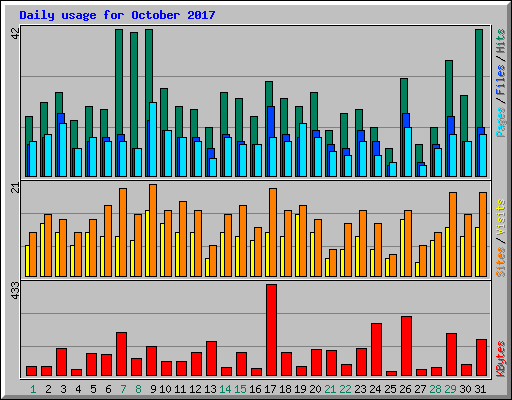 Daily usage for October 2017
42
Pages / Files / Hits
21
Sites / Visits
433
KBytes
1 2 3 4 5 6 7 8 9 10 11 12 13 14 15 16 17 18 19 20 21 22 23 24 25 26 27 28 29 30 31